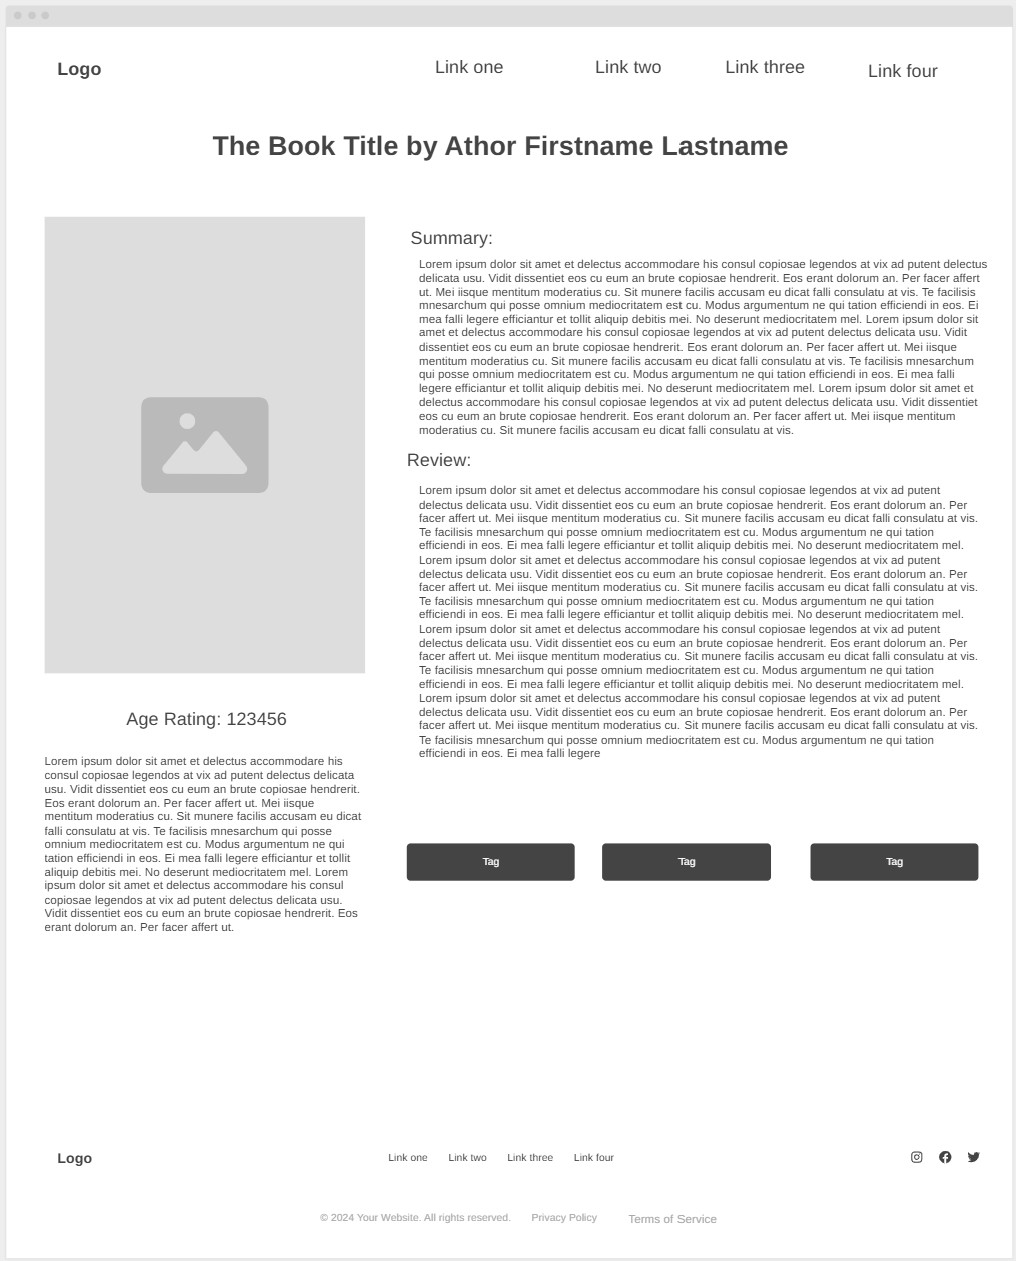 Logo
Link one
Link two
Link three
Link four
The Book Title by Athor Firstname Lastname
Summary:
Lorem ipsum dolor sit amet et delectus accommodare his consul copiosae legendos at vix ad putent delectus
delicata usu. Vidit dissentiet eos cu eum an brute copiosae hendrerit. Eos erant dolorum an. Per facer affert
ut. Mei iisque mentitum moderatius cu. Sit munere facilis accusam eu dicat falli consulatu at vis. Te facilisis
mnesarchum qui posse omnium mediocritatem est cu. Modus argumentum ne qui tation efficiendi in eos. Ei
mea falli legere efficiantur et tollit aliquip debitis mei. No deserunt mediocritatem mel. Lorem ipsum dolor sit
amet et delectus accommodare his consul copiosae legendos at vix ad putent delectus delicata usu. Vidit
dissentiet eos cu eum an brute copiosae hendrerit. Eos erant dolorum an. Per facer affert ut. Mei iisque
mentitum moderatius cu. Sit munere facilis accusam eu dicat falli consulatu at vis. Te facilisis mnesarchum
qui posse omnium mediocritatem est cu. Modus argumentum ne qui tation efficiendi in eos. Ei mea falli
legere efficiantur et tollit aliquip debitis mei. No deserunt mediocritatem mel. Lorem ipsum dolor sit amet et
delectus accommodare his consul copiosae legendos at vix ad putent delectus delicata usu. Vidit dissentiet
eos cu eum an brute copiosae hendrerit. Eos erant dolorum an. Per facer affert ut. Mei iisque mentitum
moderatius cu. Sit munere facilis accusam eu dicat falli consulatu at vis.
Review:
Lorem ipsum dolor sit amet et delectus accommodare his consul copiosae legendos at vix ad putent
delectus delicata usu. Vidit dissentiet eos cu eum an brute copiosae hendrerit. Eos erant dolorum an. Per
facer affert ut. Mei iisque mentitum moderatius cu. Sit munere facilis accusam eu dicat falli consulatu at vis.
Te facilisis mnesarchum qui posse omnium mediocritatem est cu. Modus argumentum ne qui tation
efficiendi in eos. Ei mea falli legere efficiantur et tollit aliquip debitis mei. No deserunt mediocritatem mel.
Lorem ipsum dolor sit amet et delectus accommodare his consul copiosae legendos at vix ad putent
delectus delicata usu. Vidit dissentiet eos cu eum an brute copiosae hendrerit. Eos erant dolorum an. Per
facer affert ut. Mei iisque mentitum moderatius cu. Sit munere facilis accusam eu dicat falli consulatu at vis.
Te facilisis mnesarchum qui posse omnium mediocritatem est cu. Modus argumentum ne qui tation
efficiendi in eos. Ei mea falli legere efficiantur et tollit aliquip debitis mei. No deserunt mediocritatem mel.
Lorem ipsum dolor sit amet et delectus accommodare his consul copiosae legendos at vix ad putent
delectus delicata usu. Vidit dissentiet eos cu eum an brute copiosae hendrerit. Eos erant dolorum an. Per
facer affert ut. Mei iisque mentitum moderatius cu. Sit munere facilis accusam eu dicat falli consulatu at vis.
Te facilisis mnesarchum qui posse omnium mediocritatem est cu. Modus argumentum ne qui tation
efficiendi in eos. Ei mea falli legere efficiantur et tollit aliquip debitis mei. No deserunt mediocritatem mel.
Lorem ipsum dolor sit amet et delectus accommodare his consul copiosae legendos at vix ad putent
delectus delicata usu. Vidit dissentiet eos cu eum an brute copiosae hendrerit. Eos erant dolorum an. Per
facer affert ut. Mei iisque mentitum moderatius cu. Sit munere facilis accusam eu dicat falli consulatu at vis.
Te facilisis mnesarchum qui posse omnium mediocritatem est cu. Modus argumentum ne qui tation
efficiendi in eos. Ei mea falli legere
Age Rating: 123456
Lorem ipsum dolor sit amet et delectus accommodare his
consul copiosae legendos at vix ad putent delectus delicata
usu. Vidit dissentiet eos cu eum an brute copiosae hendrerit.
Eos erant dolorum an. Per facer affert ut. Mei iisque
mentitum moderatius cu. Sit munere facilis accusam eu dicat
falli consulatu at vis. Te facilisis mnesarchum qui posse
omnium mediocritatem est cu. Modus argumentum ne qui
tation efficiendi in eos. Ei mea falli legere efficiantur et tollit
aliquip debitis mei. No deserunt mediocritatem mel. Lorem
ipsum dolor sit amet et delectus accommodare his consul
copiosae legendos at vix ad putent delectus delicata usu.
Vidit dissentiet eos cu eum an brute copiosae hendrerit. Eos
erant dolorum an. Per facer affert ut.
Tag
Tag
Tag
Logo
Link one
Link two
Link three
Link four
© 2024 Your Website. All rights reserved.
Privacy Policy
Terms of Service